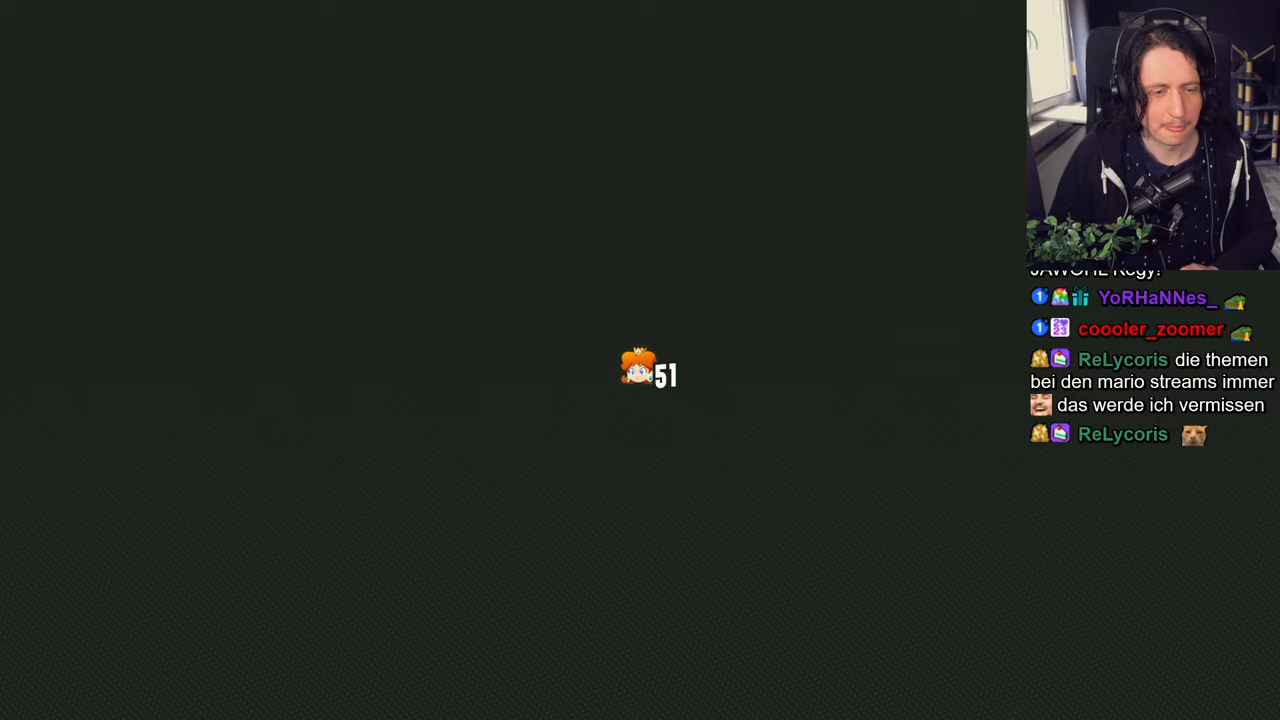 51
YoRHaNNes_
coooler_zoomer
ReLycoris die themen
bei den mario streams immer
das werde ich vermissen
ReLycoris